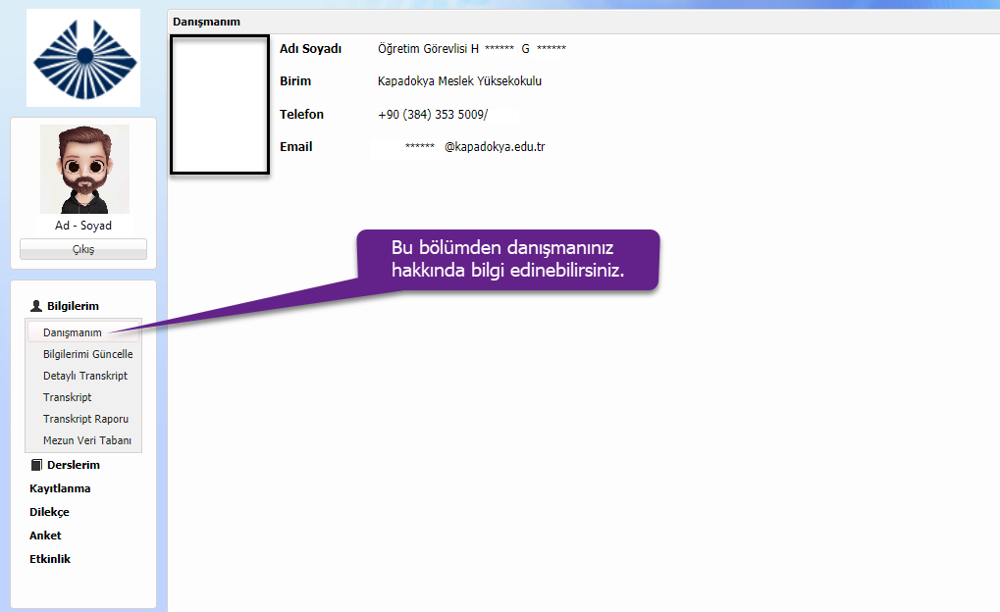 Danışmanım
Adı Soyadı Öğretim Görevlisi H ****** G ******
Birim Kapadokya Meslek Yüksekokulu
Telefon +90 (384) 353 5009/
Email ****** @kapadokya.edu.tr
Ad - Soyad
Çıkış
Bu bölümden danışmanınız
hakkında bilgi edinebilirsiniz.
Bilgilerim
Danışmanım
Bilgilerimi Güncelle
Detaylı Transkript
Transkript
Transkript Raporu
Mezun Veri Tabanı
Derslerim
Kayıtlanma
Dilekçe
Anket
Etkinlik